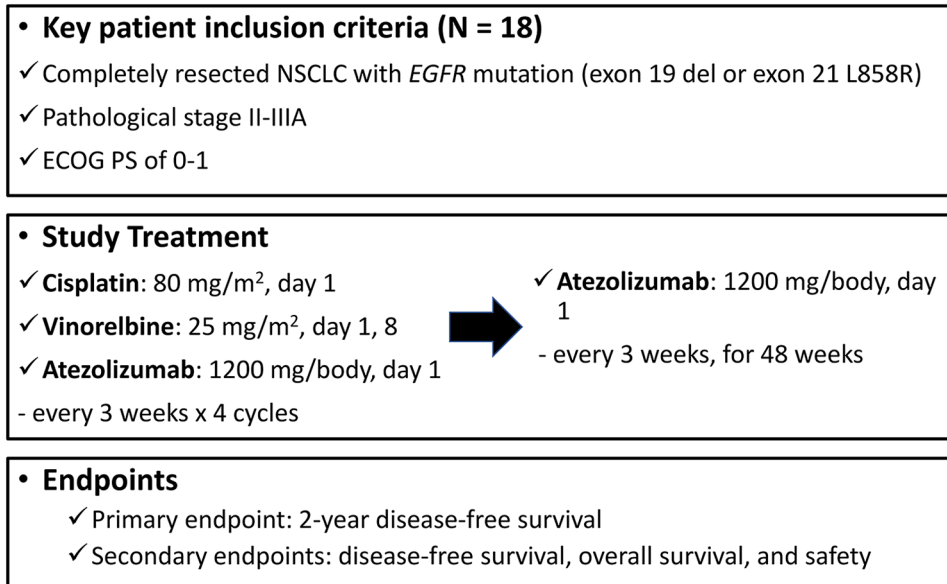 • Key patient inclusion criteria (N = 18)
✓ Completely resected NSCLC with EGFR mutation (exon 19 del or exon 21 L858R)
✓ Pathological stage II-IIIA
✓ ECOG PS of 0-1
• Study Treatment
✓ Cisplatin: 80 mg/m², day 1
✓ Vinorelbine: 25 mg/m², day 1, 8
✓ Atezolizumab: 1200 mg/body, day 1
- every 3 weeks x 4 cycles
✓ Atezolizumab: 1200 mg/body, day
1
- every 3 weeks, for 48 weeks
• Endpoints
✓ Primary endpoint: 2-year disease-free survival
✓ Secondary endpoints: disease-free survival, overall survival, and safety